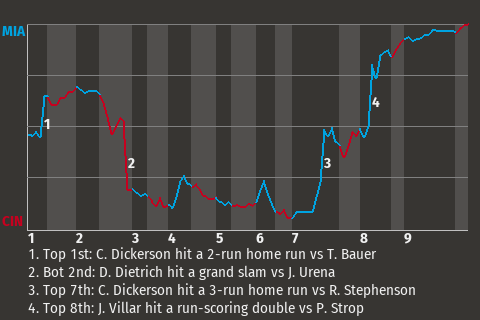 MIA
1
2
3
4
CIN
1 2 3 4 5 6 7 8 9
1. Top 1st: C. Dickerson hit a 2-run home run vs T. Bauer
2. Bot 2nd: D. Dietrich hit a grand slam vs J. Urena
3. Top 7th: C. Dickerson hit a 3-run home run vs R. Stephenson
4. Top 8th: J. Villar hit a run-scoring double vs P. Strop